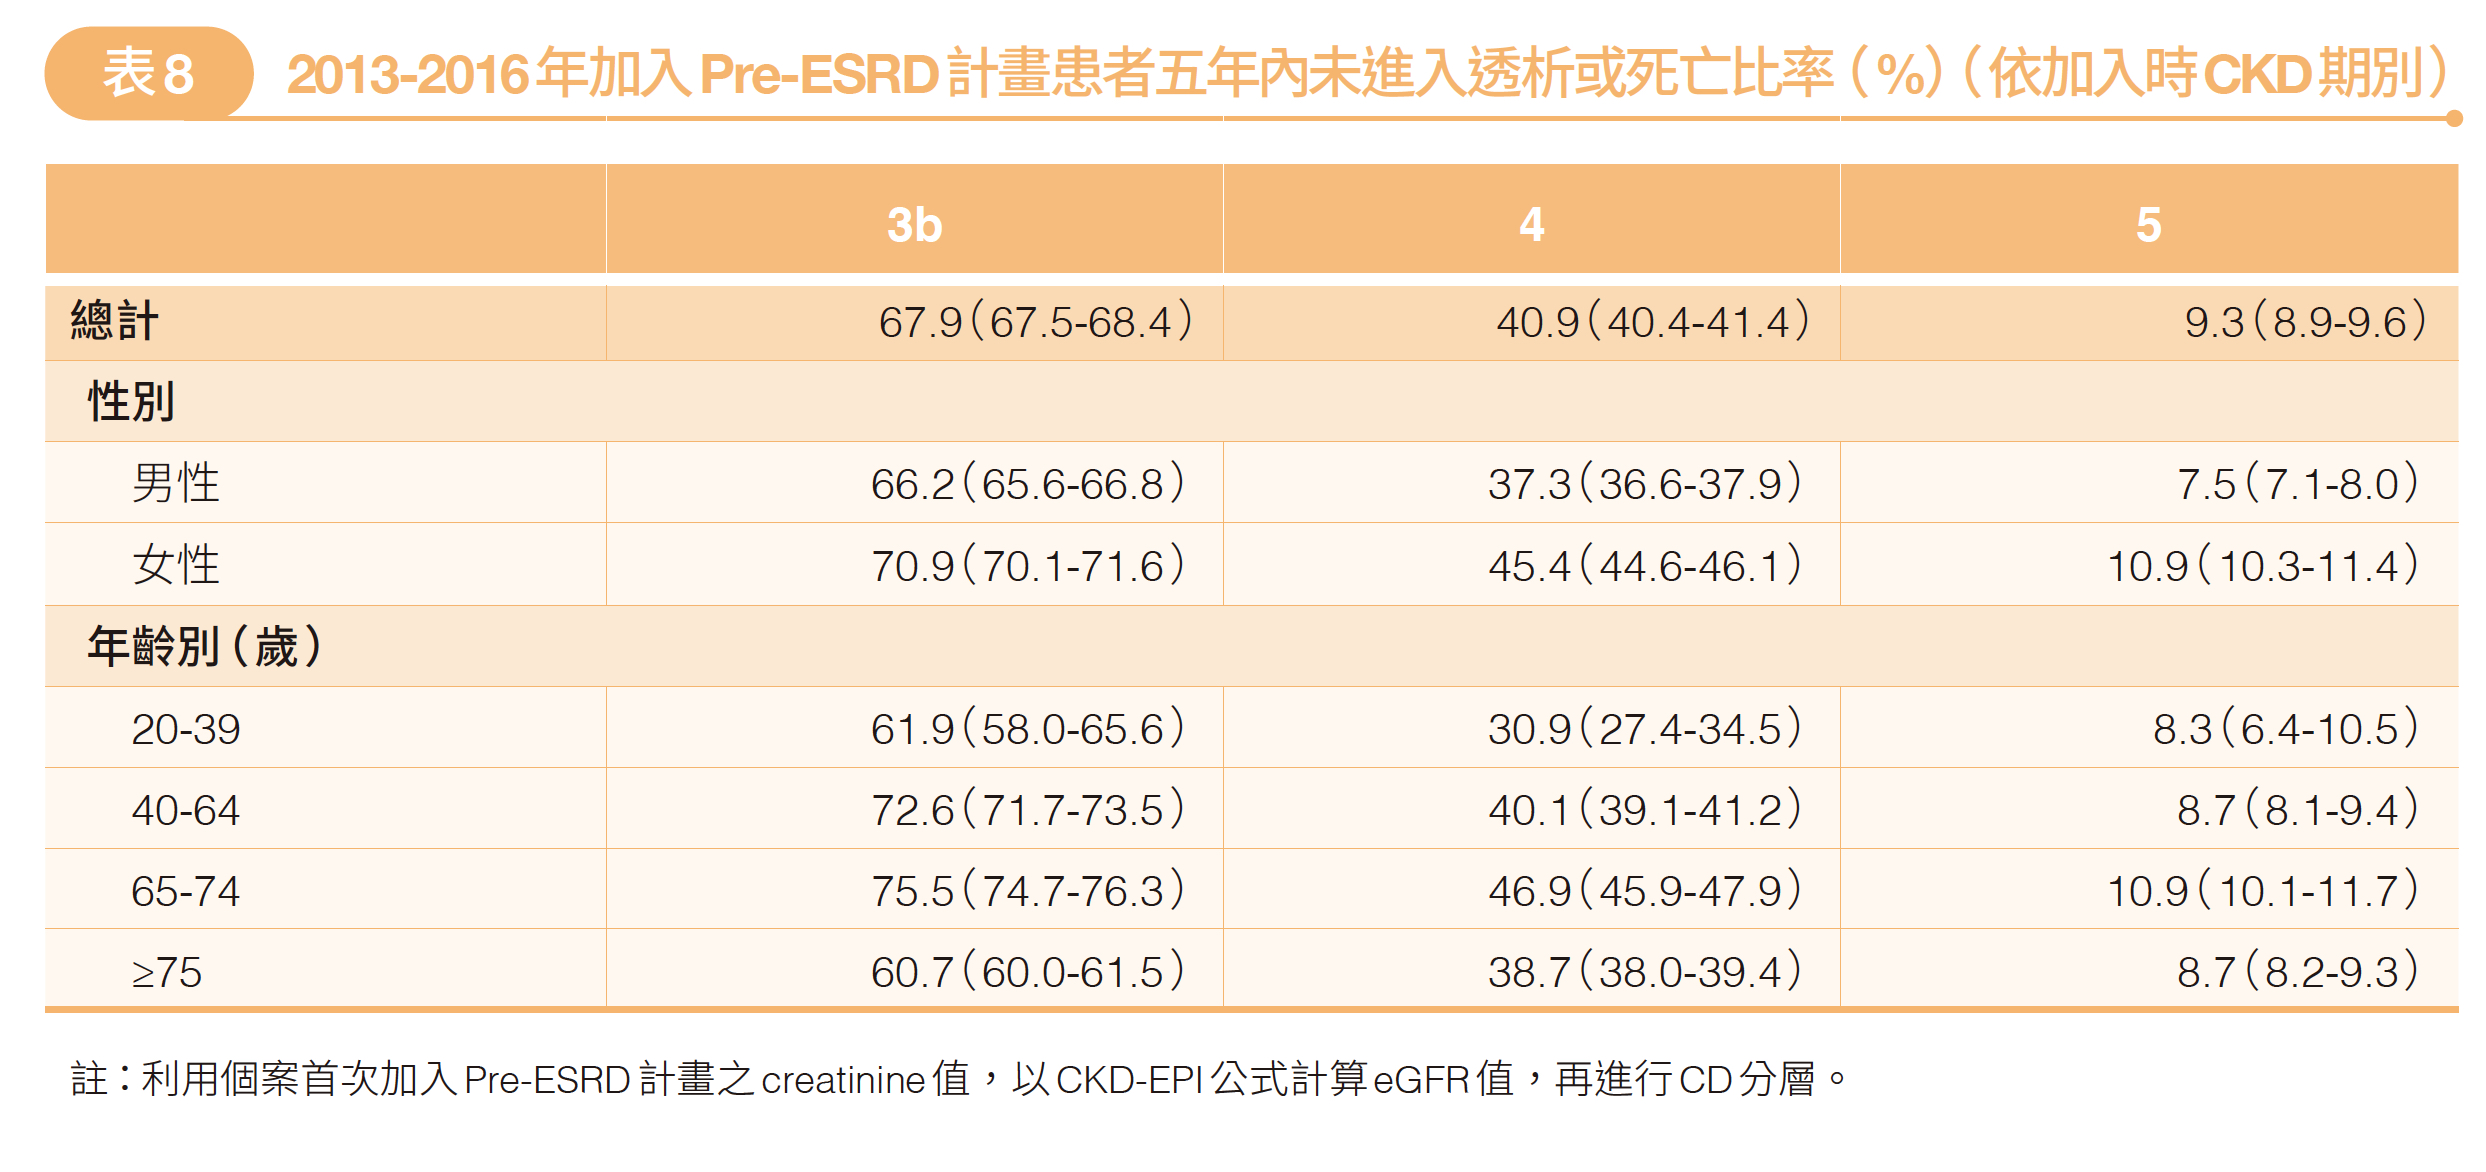 表8 2013-2016年加入Pre-ESRD計畫患者五年內未進入透析或死亡比率（%）（依加入時CKD期別）
3b 4 5
總計 67.9（67.5-68.4） 40.9（40.4-41.4） 9.3（8.9-9.6）
性別
男性 66.2（65.6-66.8） 37.3（36.6-37.9） 7.5（7.1-8.0）
女性 70.9（70.1-71.6） 45.4（44.6-46.1） 10.9（10.3-11.4）
年齡別（歲）
20-39 61.9（58.0-65.6） 30.9（27.4-34.5） 8.3（6.4-10.5）
40-64 72.6（71.7-73.5） 40.1（39.1-41.2） 8.7（8.1-9.4）
65-74 75.5（74.7-76.3） 46.9（45.9-47.9） 10.9（10.1-11.7）
≥75 60.7（60.0-61.5） 38.7（38.0-39.4） 8.7（8.2-9.3）
註：利用個案首次加入Pre-ESRD計畫之creatinine值，以CKD-EPI公式計算eGFR值，再進行CD分層。